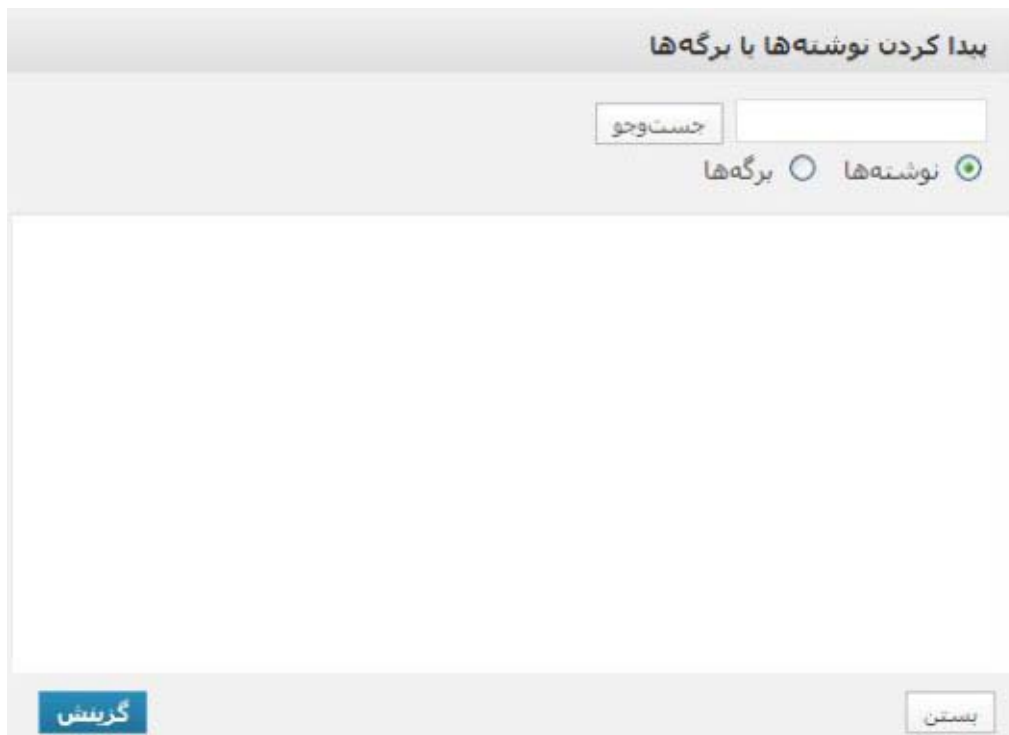 پیدا کردن نوشته‌ها یا برگه‌ها
جست‌وجو
نوشته‌ها برگه‌ها
بستن گزینش